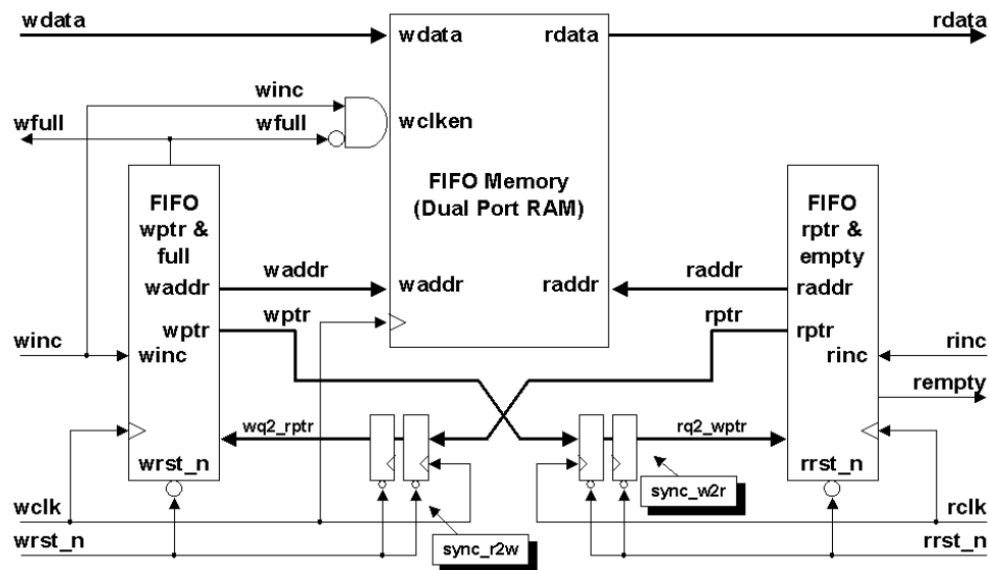 wdata
wdata
rdata
rdata
winc
wfull
wfull
wclken
FIFO Memory
(Dual Port RAM)
FIFO
wptr &
full
FIFO
rptr &
empty
waddr
waddr
waddr
raddr
raddr
raddr
wptr
wptr
rptr
rptr
winc
winc
rinc
rinc
rempty
wq2_rptr
rq2_wptr
wrst_n
rrst_n
sync_w2r
wclk
rclk
sync_r2w
wrst_n
rrst_n